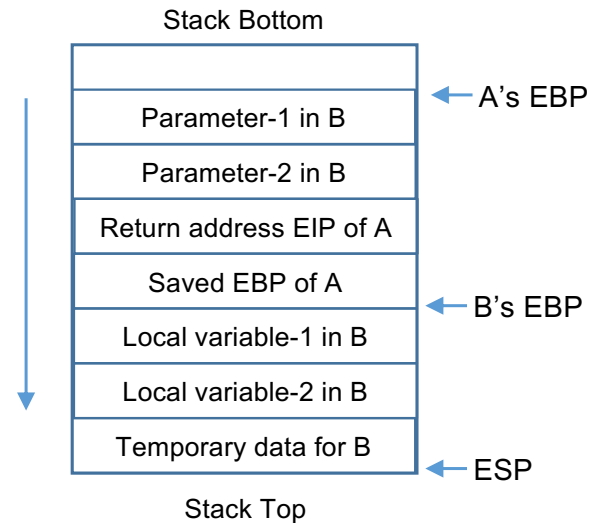 Stack Bottom
A’s EBP
Parameter-1 in B
Parameter-2 in B
Return address EIP of A
Saved EBP of A
B’s EBP
Local variable-1 in B
Local variable-2 in B
Temporary data for B
ESP
Stack Top